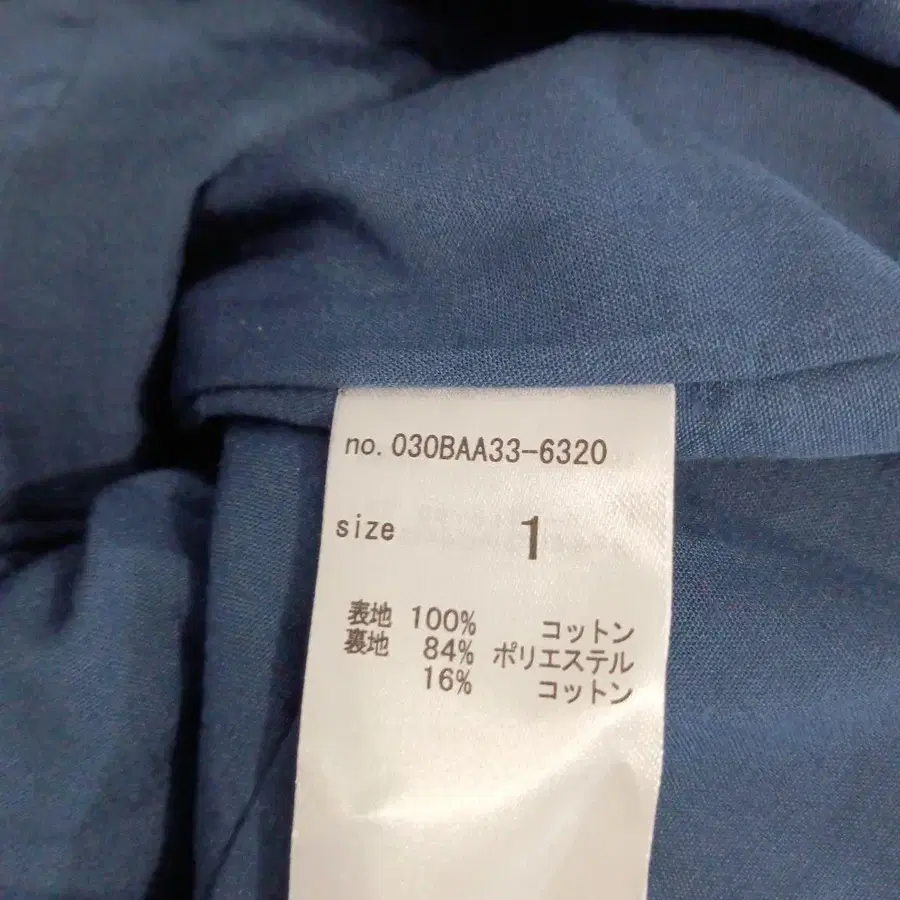 no. 030BAA33-6320
size 1
表地 100% コットン
裏地 84% ポリエステル
16% コットン